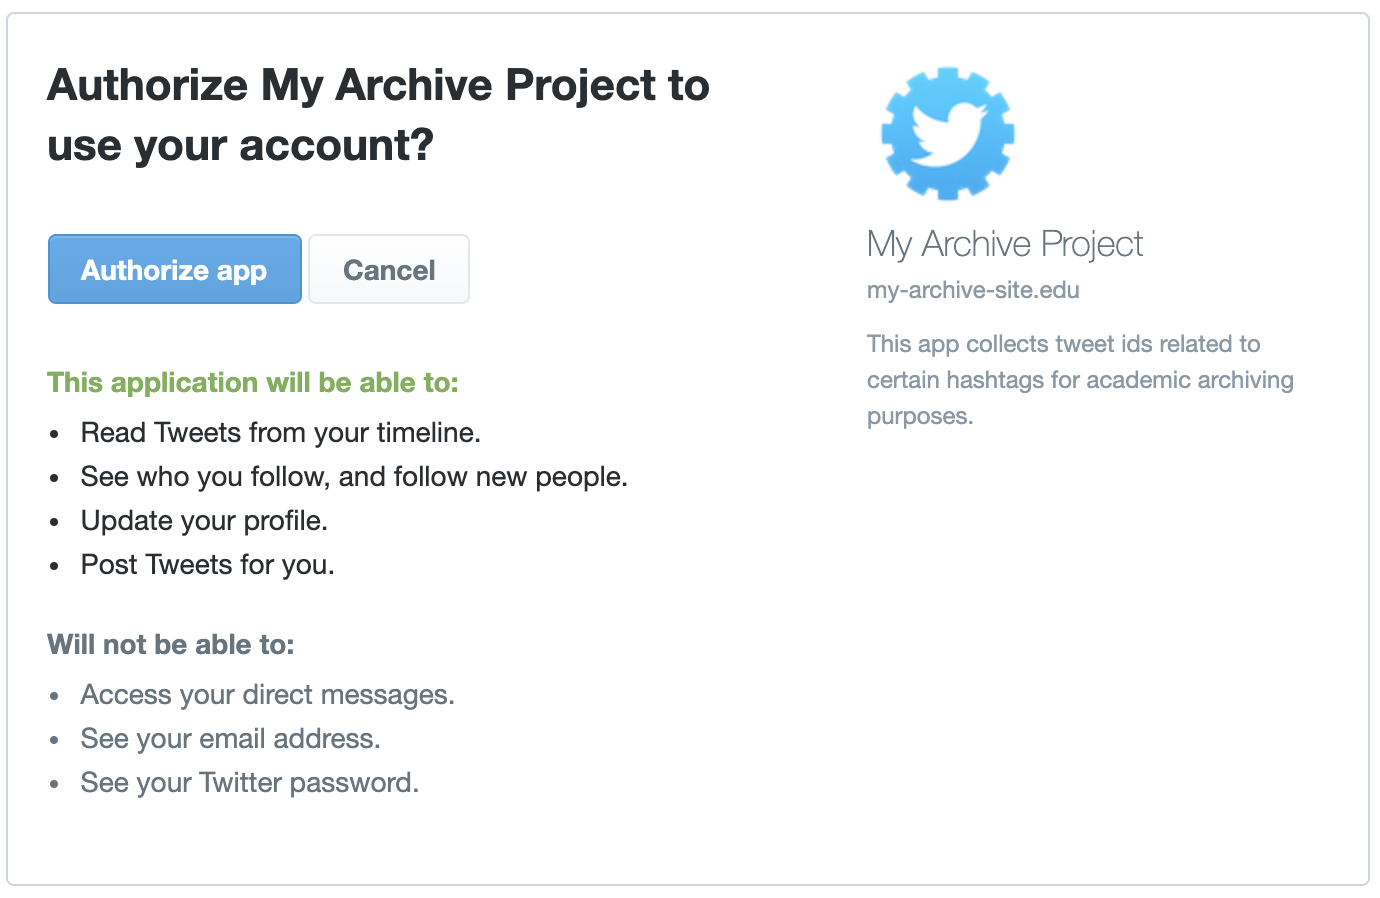 Authorize My Archive Project to
use your account?
Authorize app
Cancel
This application will be able to:
• Read Tweets from your timeline.
• See who you follow, and follow new people.
• Update your profile.
• Post Tweets for you.
Will not be able to:
• Access your direct messages.
• See your email address.
• See your Twitter password.
My Archive Project
my-archive-site.edu
This app collects tweet ids related to
certain hashtags for academic archiving
purposes.